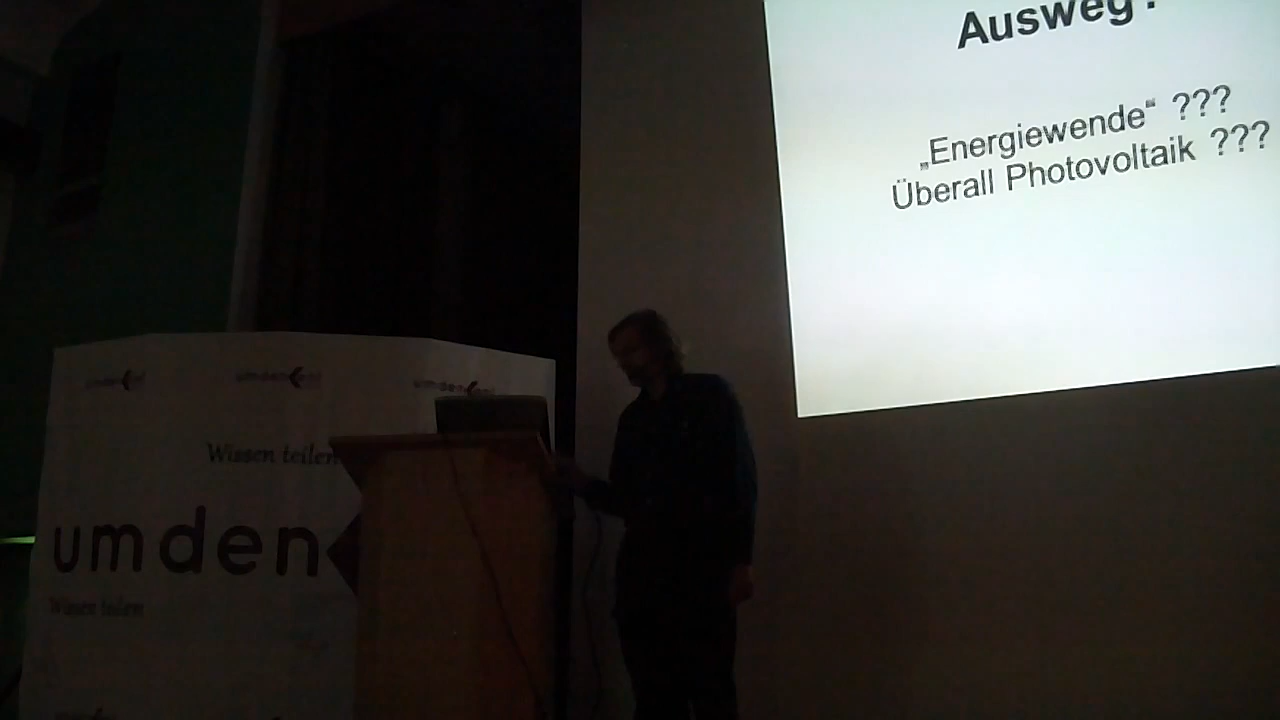 Ausweg?
„Energiewende“ ???
Überall Photovoltaik ???
Wissen teilen
umden
Wissen teilen